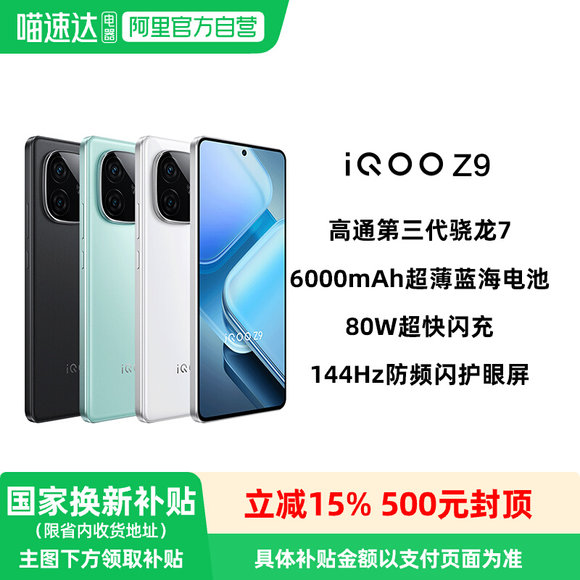 喵速达电器 阿里官方自营
iQOO Z9
高通第三代骁龙7
6000mAh超薄蓝海电池
80W超快闪充
144Hz防频闪护眼屏
iQOO Z9
iQOO
iQOO
国家换新补贴
(限省内收货地址)
主图下方领取补贴
立减15% 500元封顶
具体补贴金额以支付页面为准